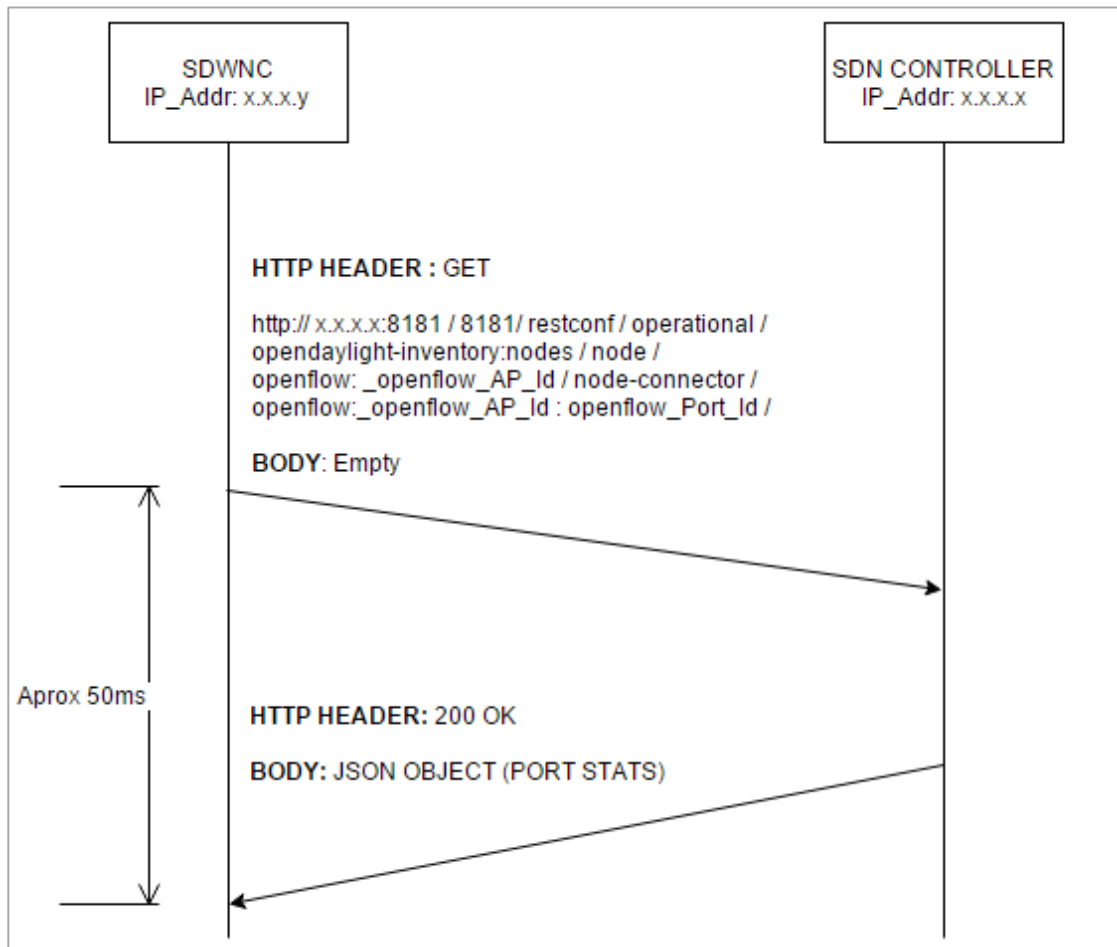 SDWNC
IP_Addr: x.x.x.y
SDN CONTROLLER
IP_Addr: x.x.x.x
HTTP HEADER : GET
http:// x.x.x.x:8181 / 8181/ restconf / operational /
opendaylight-inventory:nodes / node /
openflow: _openflow_AP_Id / node-connector /
openflow:_openflow_AP_Id : openflow_Port_Id /
BODY: Empty
Aprox 50ms
HTTP HEADER: 200 OK
BODY: JSON OBJECT (PORT STATS)